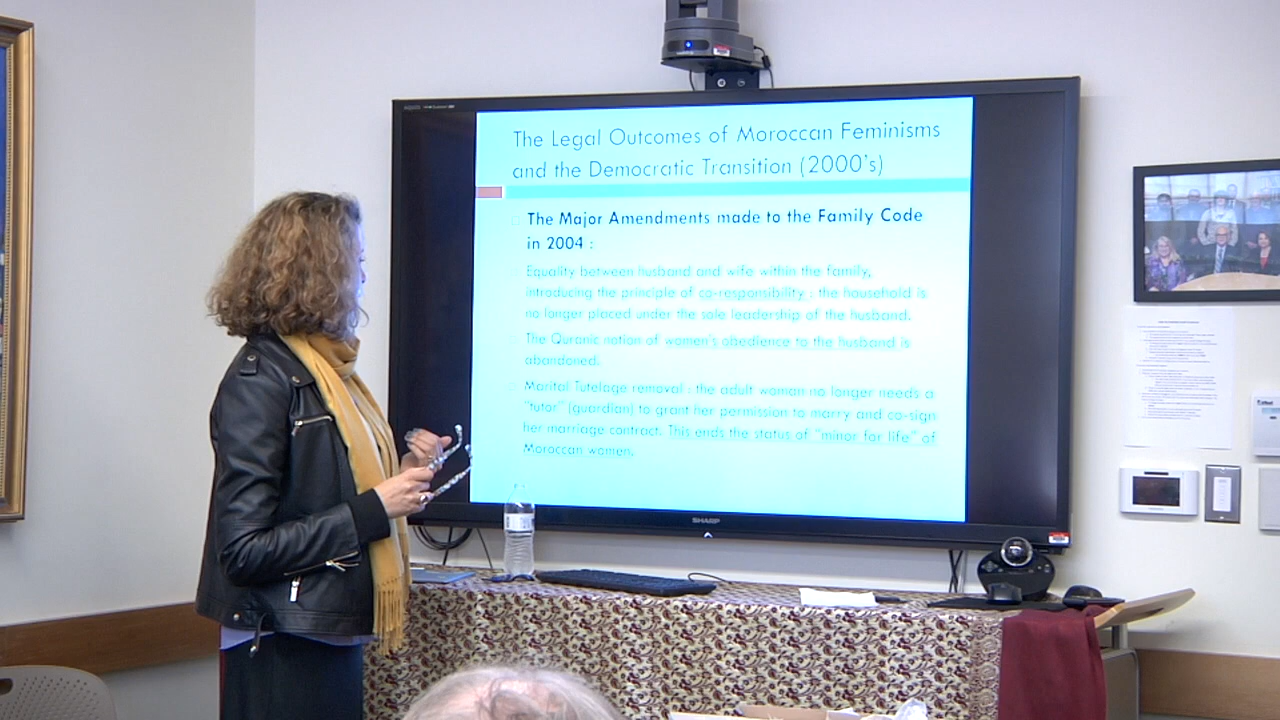 The Legal Outcomes of Moroccan Feminisms
and the Democratic Transition (2000's)
The Major Amendments made to the Family Code
in 2004 :
Equality between husband and wife within the family,
introducing the principle of co-responsibility : the household is
no longer placed under the sole leadership of the husband.
The Quranic notion of women's obedience to the husband is
abandoned.
Marital Tutelage removal : the adult woman no longer needs a
"tutor" (guardian) to grant her permission to marry and co-sign
her marriage contract. This ends the status of "minor for life" of
Moroccan women.
SHARP